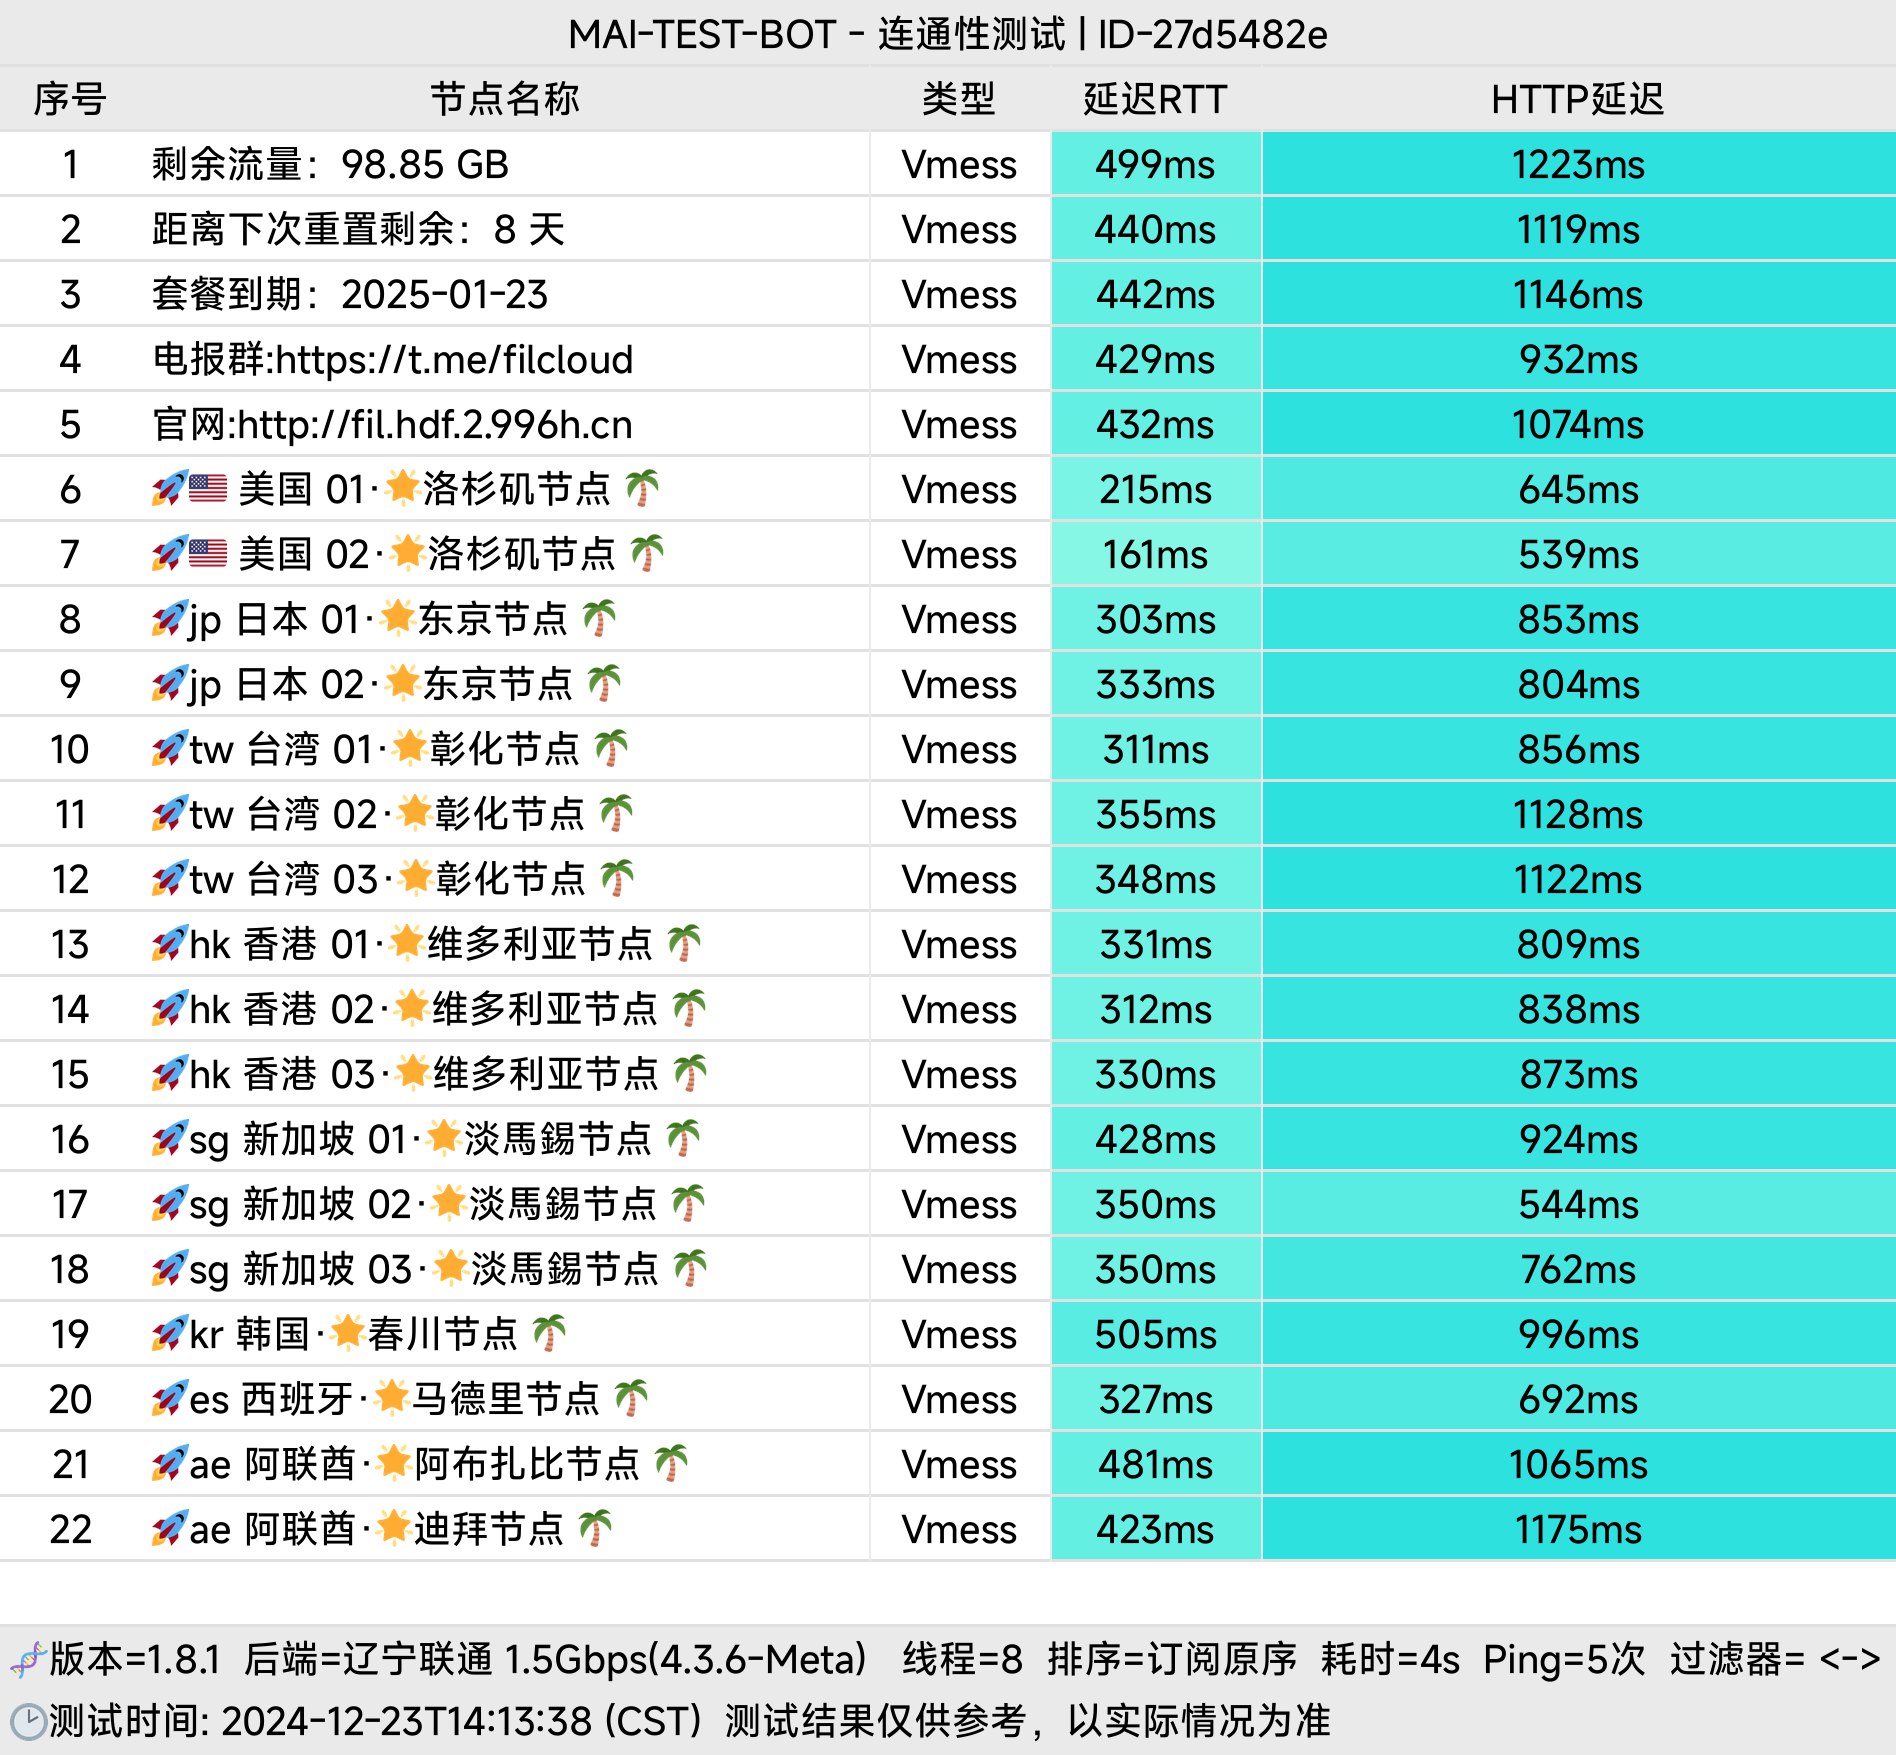 MAI-TEST-BOT - 连通性测试 | ID-27d5482e
序号 节点名称 类型 延迟RTT HTTP延迟
1 剩余流量：98.85 GB Vmess 499ms 1223ms
2 距离下次重置剩余：8 天 Vmess 440ms 1119ms
3 套餐到期：2025-01-23 Vmess 442ms 1146ms
4 电报群:https://t.me/filcloud Vmess 429ms 932ms
5 官网:http://fil.hdf.2.996h.cn Vmess 432ms 1074ms
6 🚀🇺🇸 美国 01·🌟洛杉矶节点 🌴 Vmess 215ms 645ms
7 🚀🇺🇸 美国 02·🌟洛杉矶节点 🌴 Vmess 161ms 539ms
8 🚀jp 日本 01·🌟东京节点 🌴 Vmess 303ms 853ms
9 🚀jp 日本 02·🌟东京节点 🌴 Vmess 333ms 804ms
10 🚀tw 台湾 01·🌟彰化节点 🌴 Vmess 311ms 856ms
11 🚀tw 台湾 02·🌟彰化节点 🌴 Vmess 355ms 1128ms
12 🚀tw 台湾 03·🌟彰化节点 🌴 Vmess 348ms 1122ms
13 🚀hk 香港 01·🌟维多利亚节点 🌴 Vmess 331ms 809ms
14 🚀hk 香港 02·🌟维多利亚节点 🌴 Vmess 312ms 838ms
15 🚀hk 香港 03·🌟维多利亚节点 🌴 Vmess 330ms 873ms
16 🚀sg 新加坡 01·🌟淡馬錫节点 🌴 Vmess 428ms 924ms
17 🚀sg 新加坡 02·🌟淡馬錫节点 🌴 Vmess 350ms 544ms
18 🚀sg 新加坡 03·🌟淡馬錫节点 🌴 Vmess 350ms 762ms
19 🚀kr 韩国·🌟春川节点 🌴 Vmess 505ms 996ms
20 🚀es 西班牙·🌟马德里节点 🌴 Vmess 327ms 692ms
21 🚀ae 阿联酋·🌟阿布扎比节点 🌴 Vmess 481ms 1065ms
22 🚀ae 阿联酋·🌟迪拜节点 🌴 Vmess 423ms 1175ms
🧬版本=1.8.1 后端=辽宁联通 1.5Gbps(4.3.6-Meta) 线程=8 排序=订阅原序 耗时=4s Ping=5次 过滤器= <->
🕑测试时间: 2024-12-23T14:13:38 (CST) 测试结果仅供参考，以实际情况为准